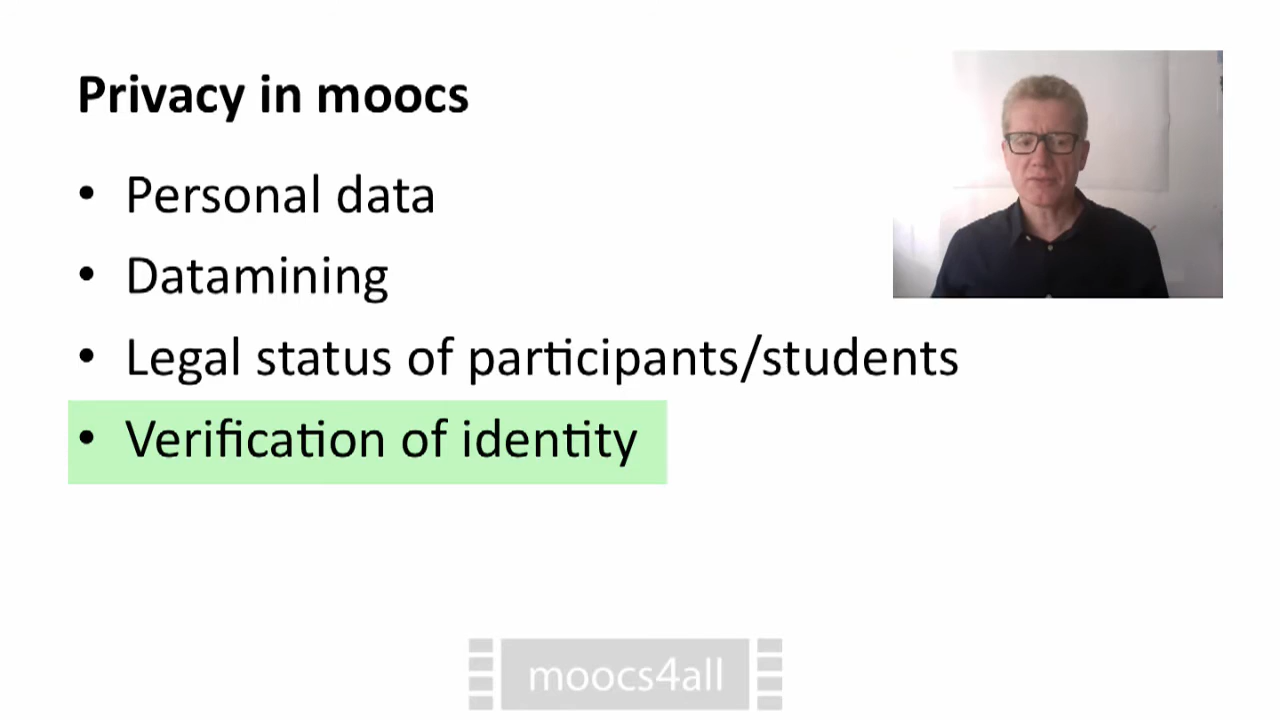 Privacy in moocs
• Personal data
• Datamining
• Legal status of participants/students
• Verification of identity
moocs4all